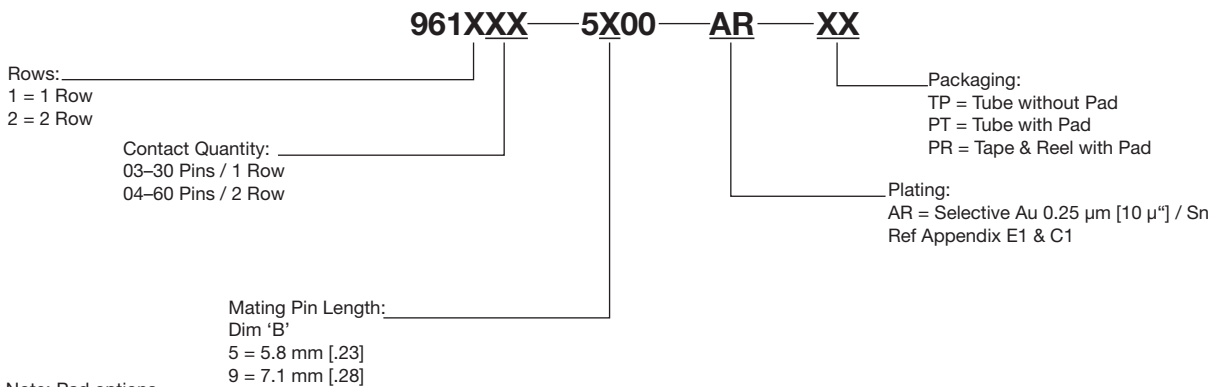 961XXX 5X00 AR XX
Rows:
1 = 1 Row
2 = 2 Row
Contact Quantity:
03–30 Pins / 1 Row
04–60 Pins / 2 Row
Mating Pin Length:
Dim ‘B’
5 = 5.8 mm [.23]
9 = 7.1 mm [.28]
Packaging:
TP = Tube without Pad
PT = Tube with Pad
PR = Tape & Reel with Pad
Plating:
AR = Selective Au 0.25 µm [10 µ“] / Sn
Ref Appendix E1 & C1
Note: Pad options